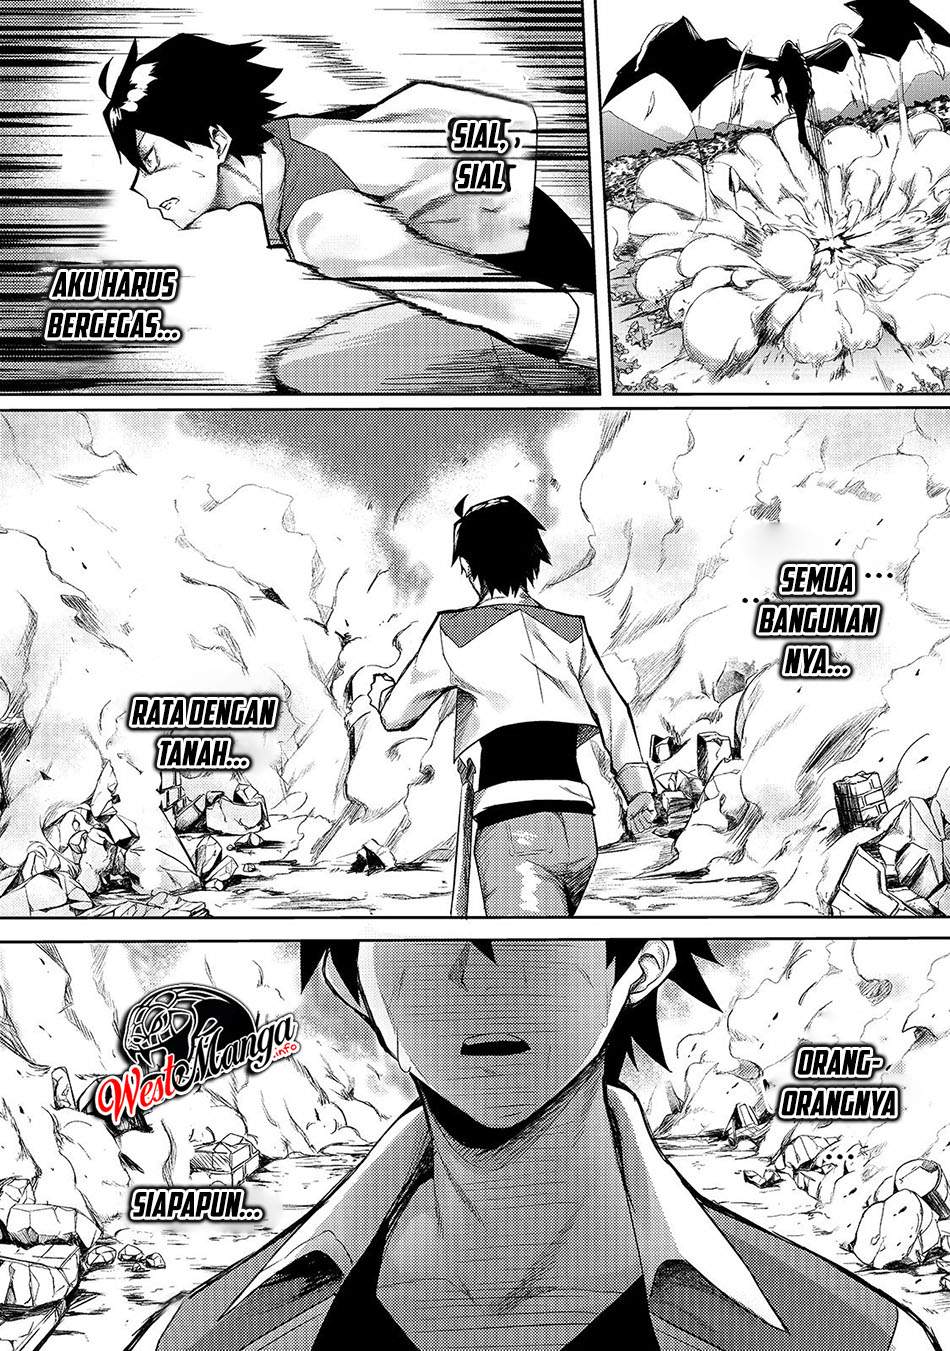 SIAL,
SIAL
AKU HARUS
BERGEGAS...
SEMUA
BANGUNAN
NYA...
RATA DENGAN
TANAH...
ORANG-
ORANGNYA
...
SIAPAPUN...
WestManga
.info